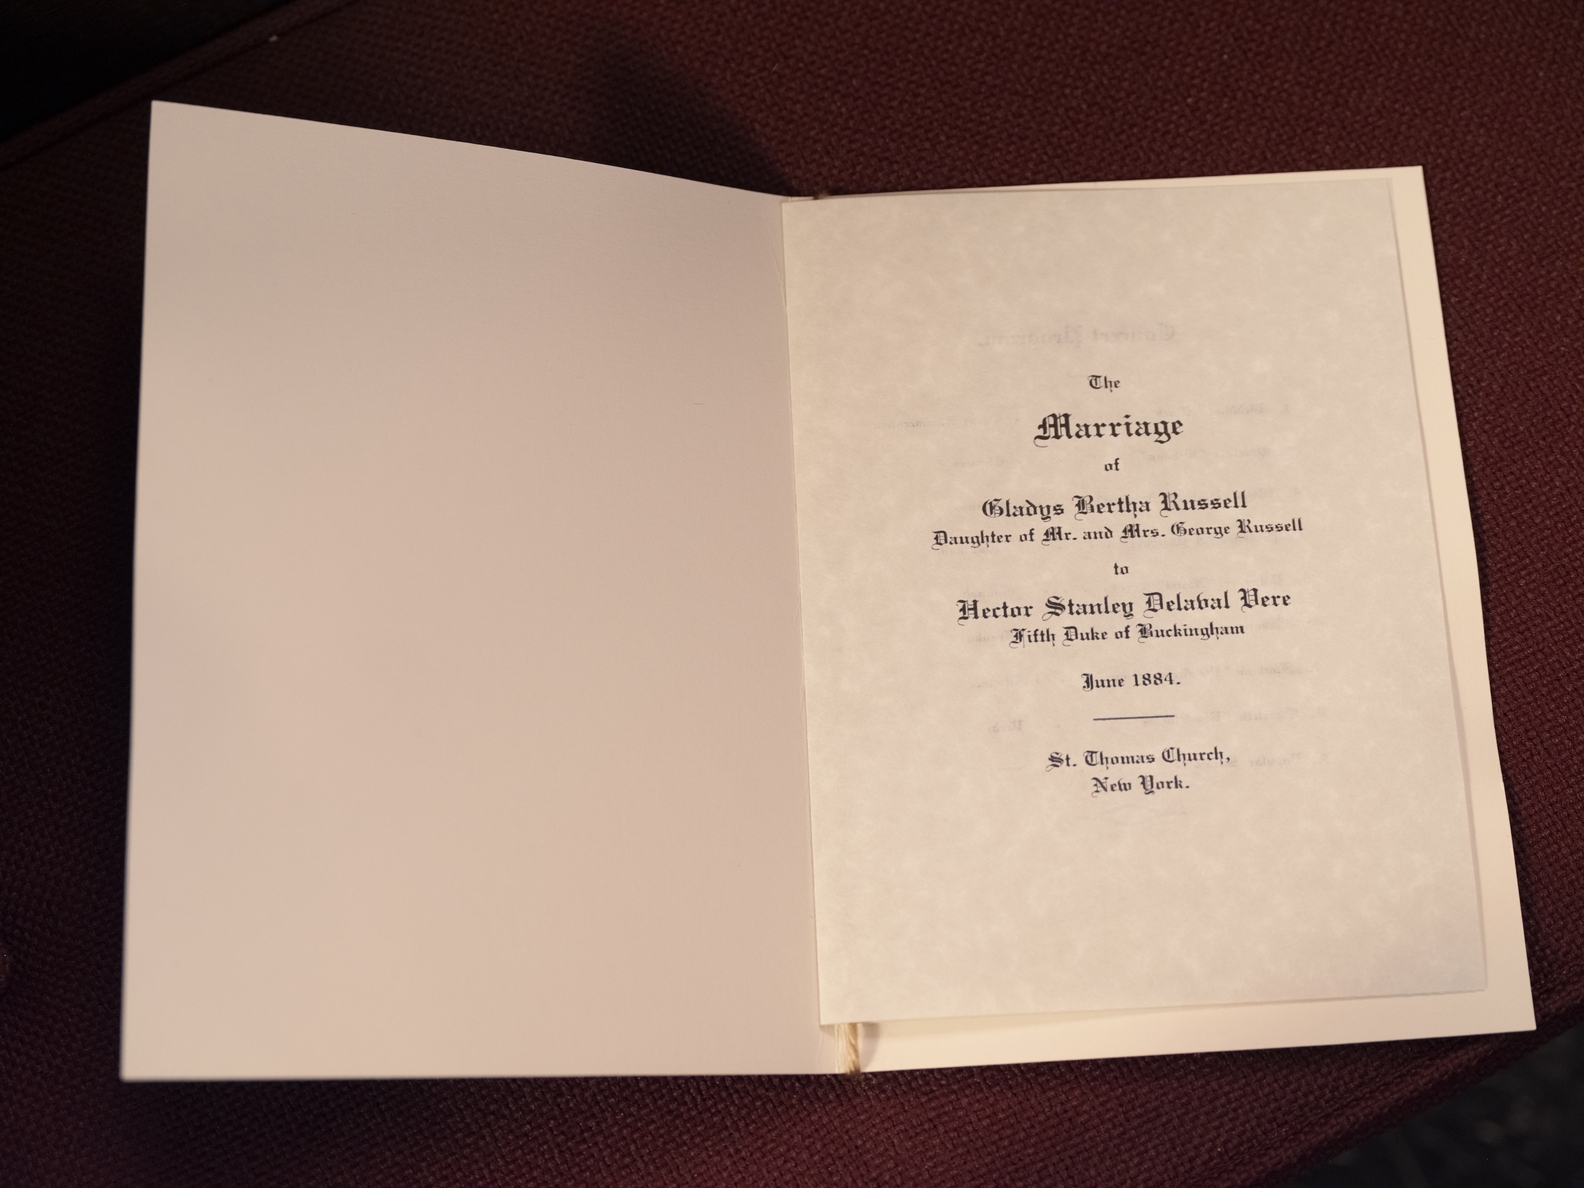 The
Marriage
of
Gladys Bertha Russell
Daughter of Mr. and Mrs. George Russell
to
Hector Stanley Delaval Vere
Fifth Duke of Buckingham
June 1884.
St. Thomas Church,
New York.